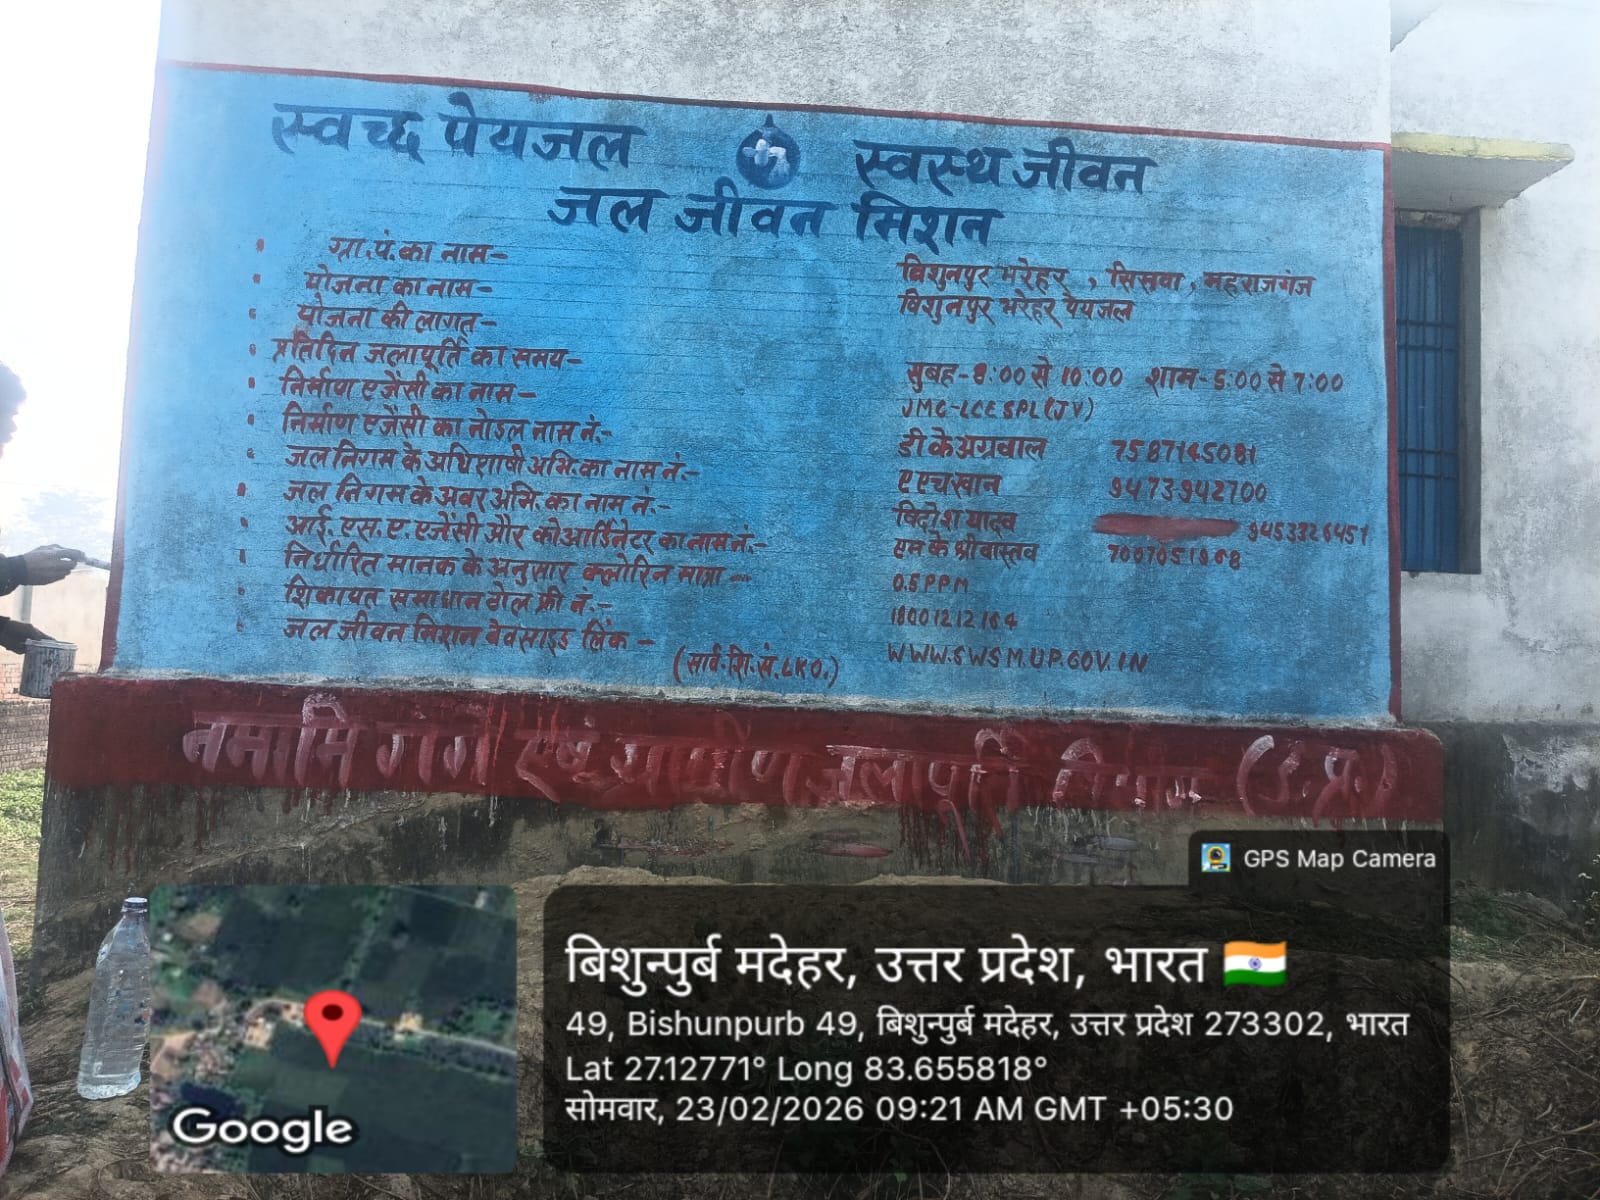 स्वच्छ पेयजल स्वस्थ जीवन
जल जीवन मिशन
ग्रा.पं.का नाम- बिशुनपुर भरेहर , सिसवा, महराजगंज
योजना का नाम- बिशुनपुर भरेहर पेयजल
योजना की लागत-
प्रतिदिन जलापूर्ति का समय- सुबह-8:00 से 10:00 शाम-5:00 से 7:00
निर्माण एजेंसी का नाम- JMC-LCESPL(JV)
निर्माण एजेंसी का नोडल नाम नं.- डी के अग्रवाल 7587145081
जल निगम के अधिशाषी अभि.का नाम नं.- ए एच खान 9473942700
जल निगम के अवर अभि. का नाम नं.- यादव 9453326451
आई. एस. ए. एजेंसी और कोआर्डिनेटर का नाम नं.- एम के श्रीवास्तव 7007051968
निर्धारित मानक के अनुसार क्लोरिन मात्रा - 0.5 PPM
शिकायत समाधान टोल फ्री नं.- 18001212164
जल जीवन मिशन वेवसाइड लिंक - WWW.SWSM.UP.GOV.IN
(सार्व.शि.सं.LKO.)
नमामि गंगे एवं ग्रामीण जलापूर्ति विभाग (उ.प्र.)
GPS Map Camera
बिशुन्पुर्ब मदेहर, उत्तर प्रदेश, भारत
49, Bishunpurb 49, बिशुन्पुर्ब मदेहर, उत्तर प्रदेश 273302, भारत
Lat 27.12771° Long 83.655818°
सोमवार, 23/02/2026 09:21 AM GMT +05:30
Google